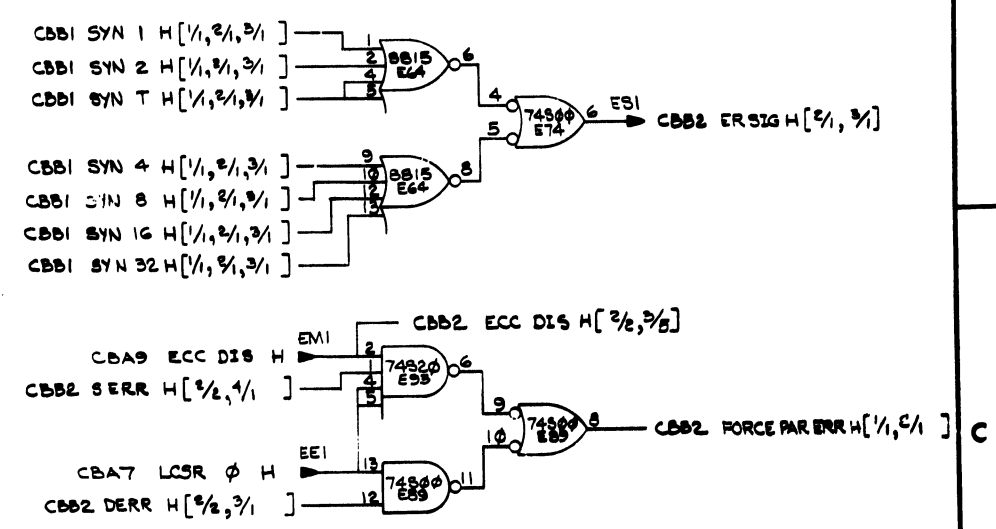 CBB1 SYN 1 H[1/1,2/1,3/1 ]
CBB1 SYN 2 H[1/1,2/1,3/1 ]
CBB1 SYN T H[1/1,2/1,3/1 ]
1
2
4
5
8815
E64
6
4
5
74S00
E74
6
ES1
CBB2 ERSIG H[2/1, 3/1]
CBB1 SYN 4 H[1/1,2/1,3/1 ]
CBB1 SYN 8 H[1/1,2/1,3/1 ]
CBB1 SYN 16 H[1/1,2/1,3/1 ]
CBB1 SYN 32 H[1/1,2/1,3/1 ]
9
10
12
13
8815
E64
8
CBB2 ECC DIS H[2/2,3/5]
EM1
CBA9 ECC DIS H
CBB2 SERR H[2/2,4/1 ]
2
1
4
5
74S20
E93
6
9
10
74S00
E89
8
CBB2 FORCE PAR ERR H[1/1, /1 ]
C
EE1
CBA7 LCSR Ø H
CBB2 DERR H[2/2,3/1 ]
13
12
74S00
E89
11